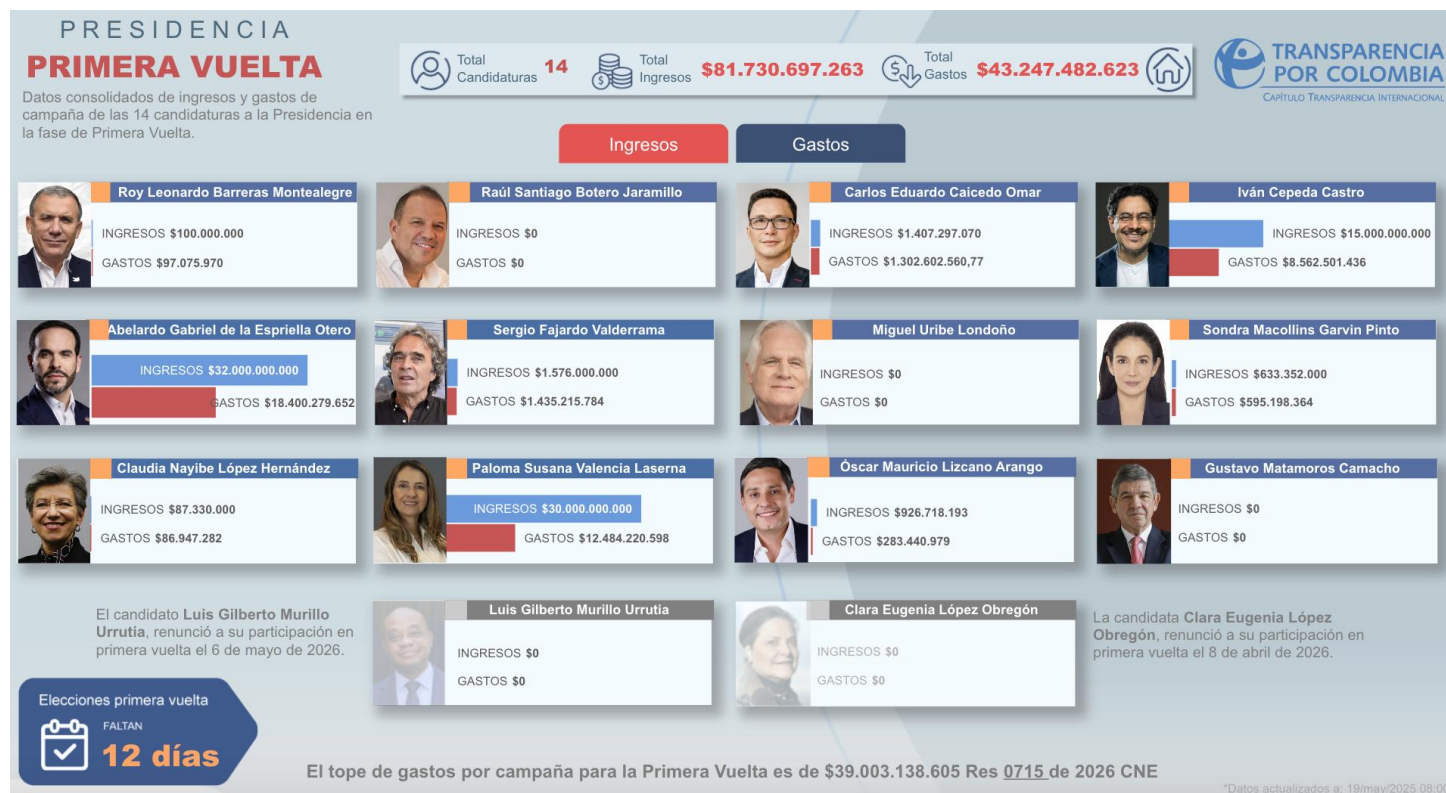 PRESIDENCIA
PRIMERA VUELTA
Datos consolidados de ingresos y gastos de
campaña de las 14 candidaturas a la Presidencia en
la fase de Primera Vuelta.
Total
Candidaturas
14
Total
Ingresos
$81.730.697.263
Total
Gastos
$43.247.482.623
TRANSPARENCIA
POR COLOMBIA
CAPÍTULO TRANSPARENCIA INTERNACIONAL
Ingresos
Gastos
Roy Leonardo Barreras Montealegre
INGRESOS $100.000.000
GASTOS $97.075.970
Raúl Santiago Botero Jaramillo
INGRESOS $0
GASTOS $0
Carlos Eduardo Caicedo Omar
INGRESOS $1.407.297.070
GASTOS $1.302.602.560,77
Iván Cepeda Castro
INGRESOS $15.000.000.000
GASTOS $8.562.501.436
Abelardo Gabriel de la Espriella Otero
INGRESOS $32.000.000.000
GASTOS $18.400.279.652
Sergio Fajardo Valderrama
INGRESOS $1.576.000.000
GASTOS $1.435.215.784
Miguel Uribe Londoño
INGRESOS $0
GASTOS $0
Sondra Macollins Garvin Pinto
INGRESOS $633.352.000
GASTOS $595.198.364
Claudia Nayibe López Hernández
INGRESOS $87.330.000
GASTOS $86.947.282
Paloma Susana Valencia Laserna
INGRESOS $30.000.000.000
GASTOS $12.484.220.598
Óscar Mauricio Lizcano Arango
INGRESOS $926.718.193
GASTOS $283.440.979
Gustavo Matamoros Camacho
INGRESOS $0
GASTOS $0
El candidato Luis Gilberto Murillo
Urrutia, renunció a su participación en
primera vuelta el 6 de mayo de 2026.
Luis Gilberto Murillo Urrutia
INGRESOS $0
GASTOS $0
Clara Eugenia López Obregón
INGRESOS $0
GASTOS $0
La candidata Clara Eugenia López
Obregón, renunció a su participación en
primera vuelta el 8 de abril de 2026.
Elecciones primera vuelta
FALTAN
12 días
El tope de gastos por campaña para la Primera Vuelta es de $39.003.138.605 Res 0715 de 2026 CNE
*Datos actualizados a: 19/may/2025